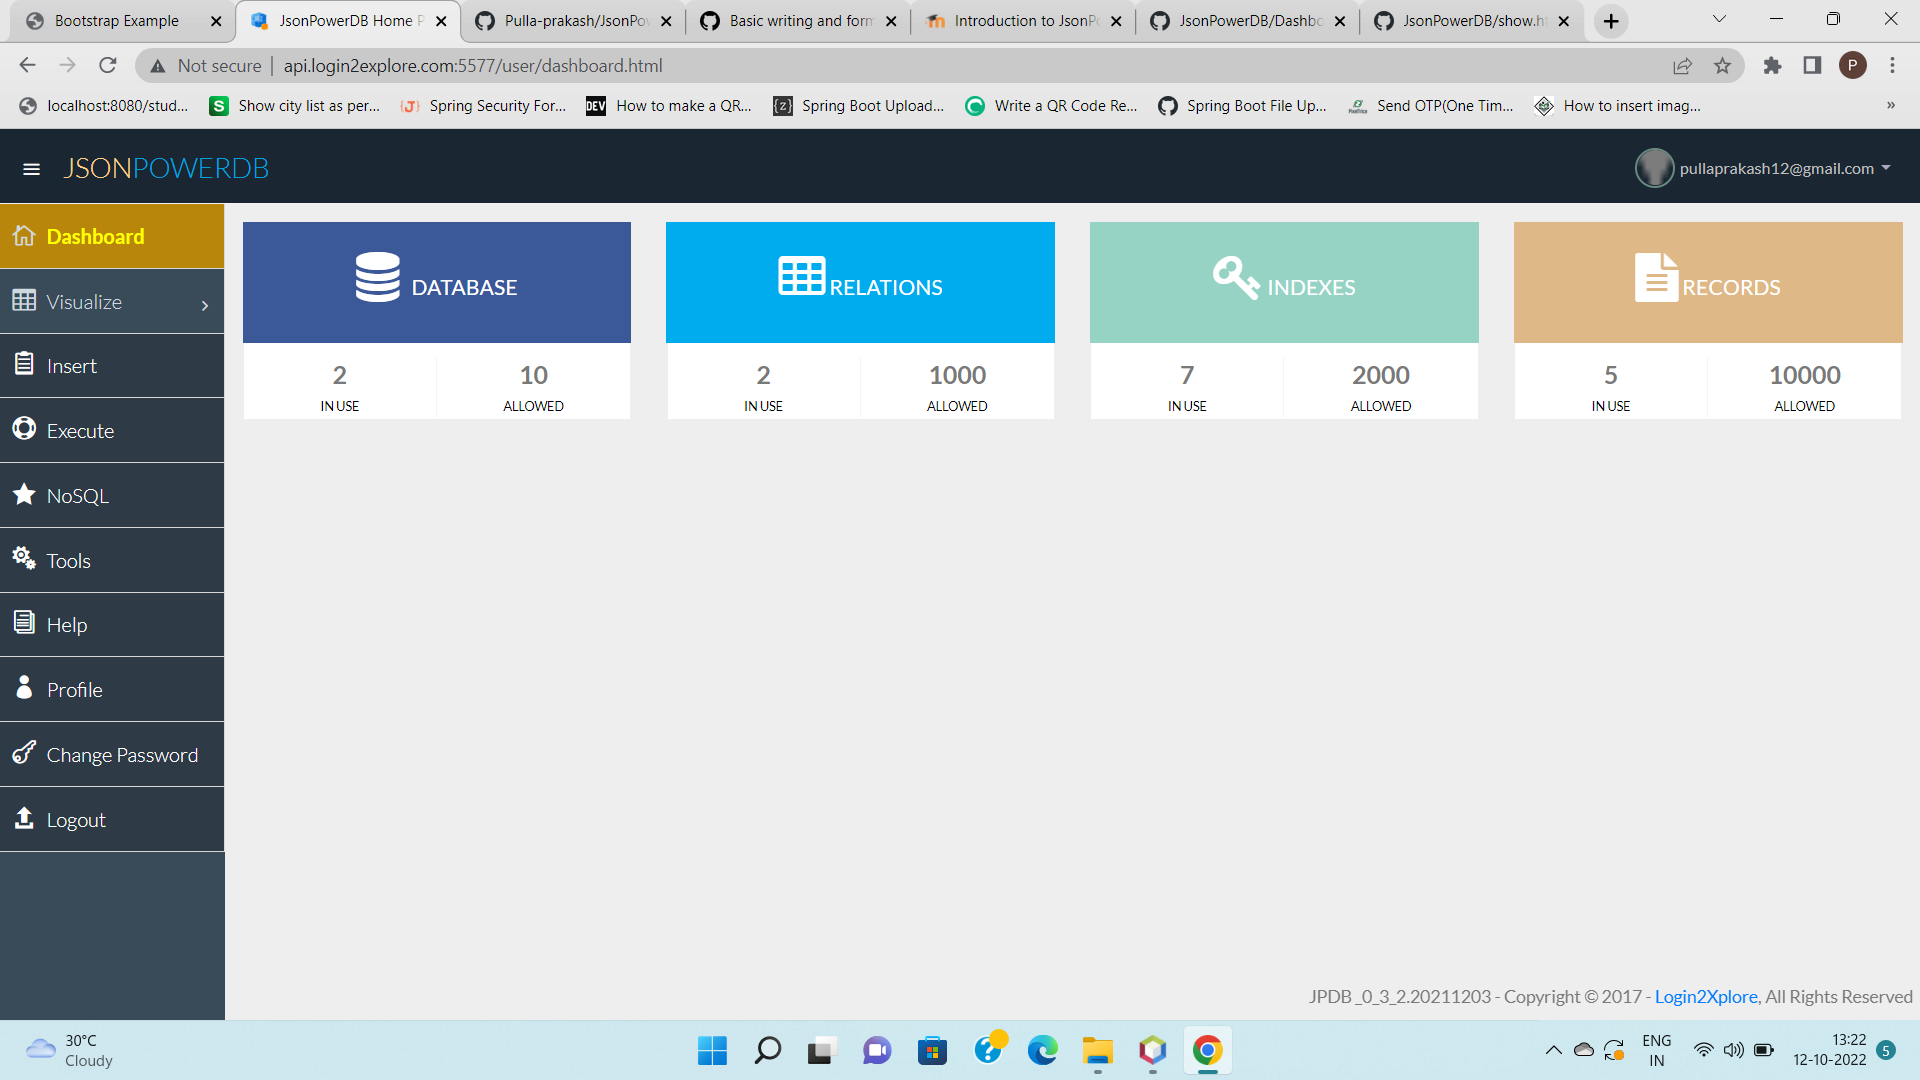 Bootstrap Example
JsonPowerDB Home P
Pulla-prakash/JsonPow
Basic writing and form
Introduction to JsonPo
JsonPowerDB/Dashbo
JsonPowerDB/show.ht
Not secure | api.login2explore.com:5577/user/dashboard.html
P
localhost:8080/stud...
Show city list as per...
Spring Security For...
DEV How to make a QR...
Spring Boot Upload...
Write a QR Code Re...
Spring Boot File Up...
Send OTP(One Tim...
How to insert imag...
»
JSONPOWERDB
pullaprakash12@gmail.com
Dashboard
Visualize
Insert
Execute
NoSQL
Tools
Help
Profile
Change Password
Logout
DATABASE
2
IN USE
10
ALLOWED
RELATIONS
2
IN USE
1000
ALLOWED
INDEXES
7
IN USE
2000
ALLOWED
RECORDS
5
IN USE
10000
ALLOWED
JPDB_0_3_2.20211203 - Copyright © 2017 - Login2Xplore, All Rights Reserved
30°C
Cloudy
ENG
IN
13:22
12-10-2022
5